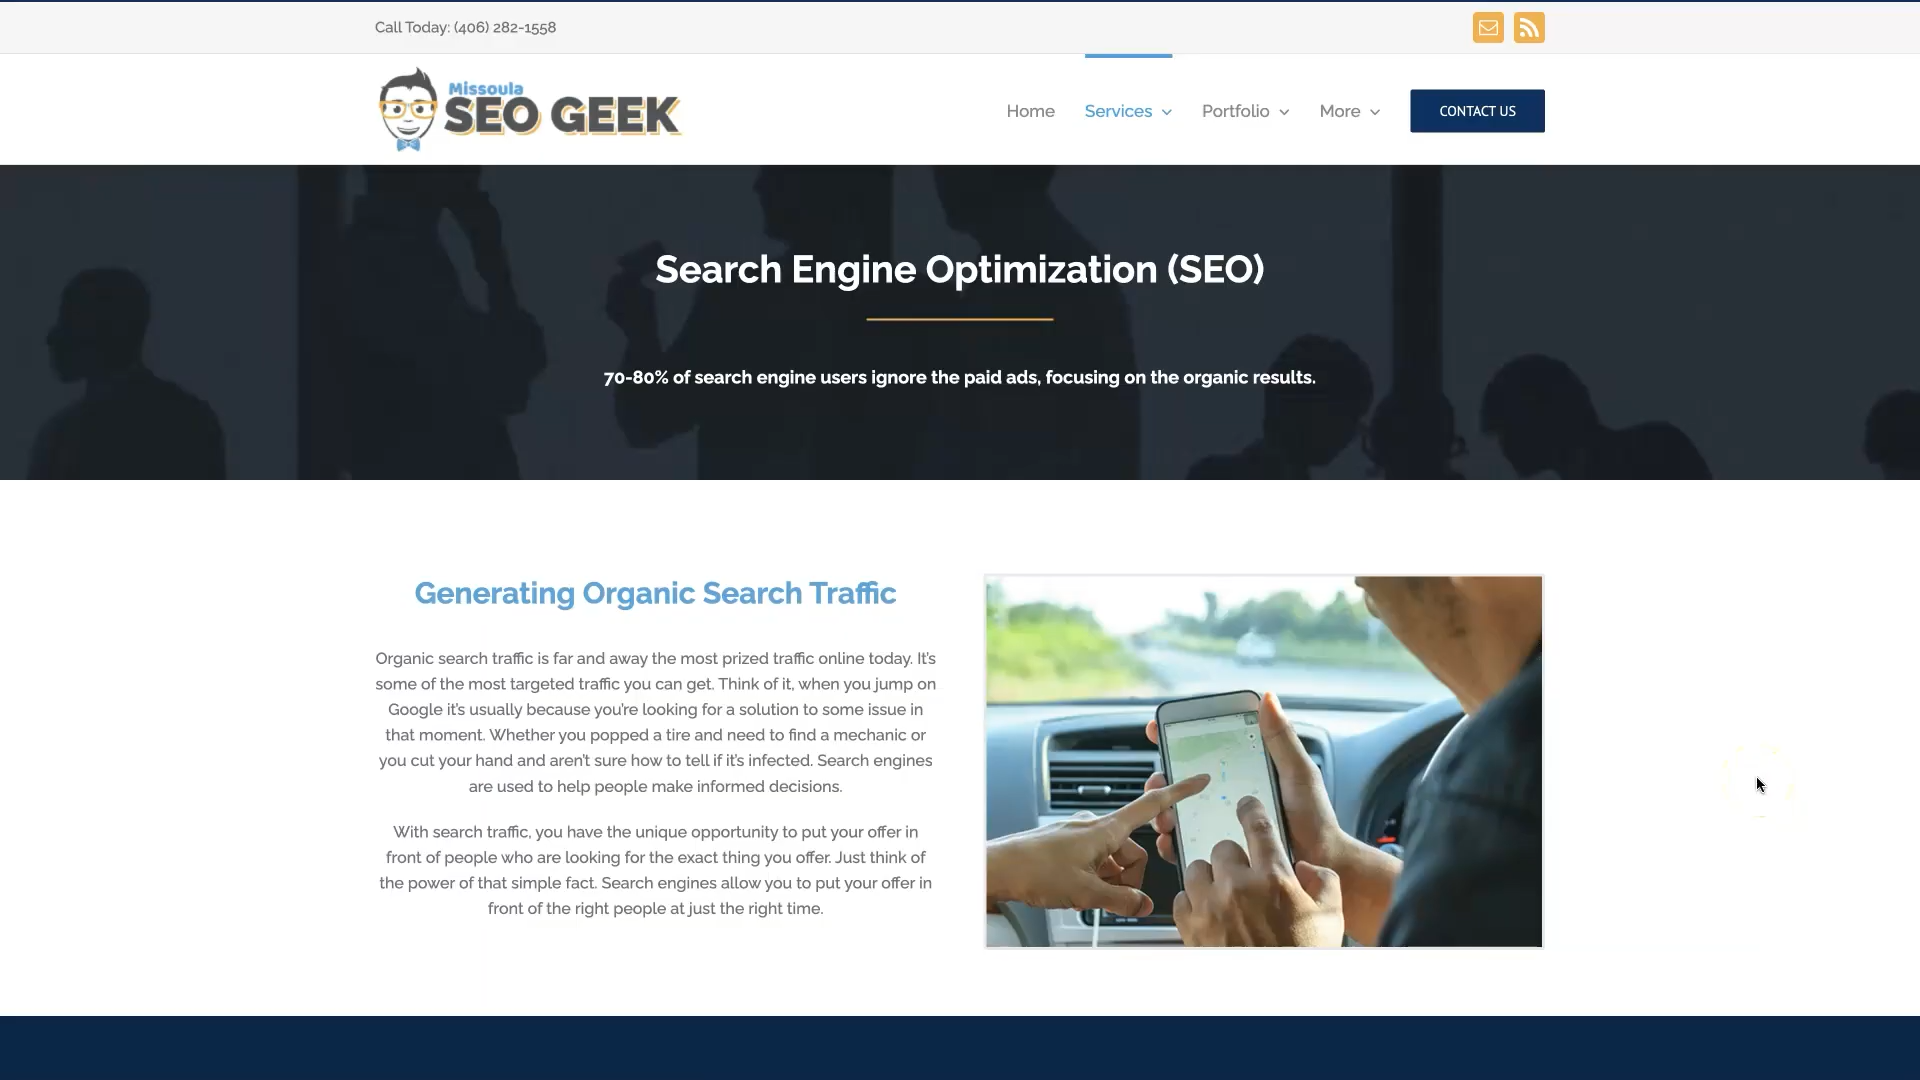 Call Today: (406) 282-1558
Missoula
SEO GEEK
Home
Services
Portfolio
More
CONTACT US
Search Engine Optimization (SEO)
70-80% of search engine users ignore the paid ads, focusing on the organic results.
Generating Organic Search Traffic
Organic search traffic is far and away the most prized traffic online today. It's
some of the most targeted traffic you can get. Think of it, when you jump on
Google it's usually because you're looking for a solution to some issue in
that moment. Whether you popped a tire and need to find a mechanic or
you cut your hand and aren't sure how to tell if it's infected. Search engines
are used to help people make informed decisions.
With search traffic, you have the unique opportunity to put your offer in
front of people who are looking for the exact thing you offer. Just think of
the power of that simple fact. Search engines allow you to put your offer in
front of the right people at just the right time.